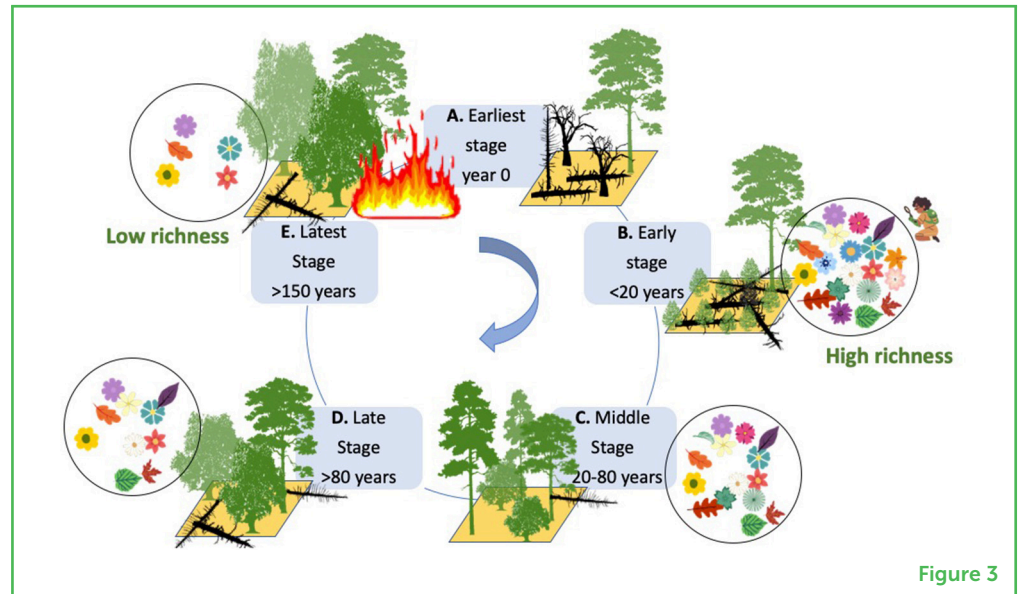 A. Earliest
stage
year 0
Low richness
E. Latest
Stage
>150 years
B. Early
stage
<20 years
High richness
D. Late
Stage
>80 years
C. Middle
Stage
20-80 years
Figure 3